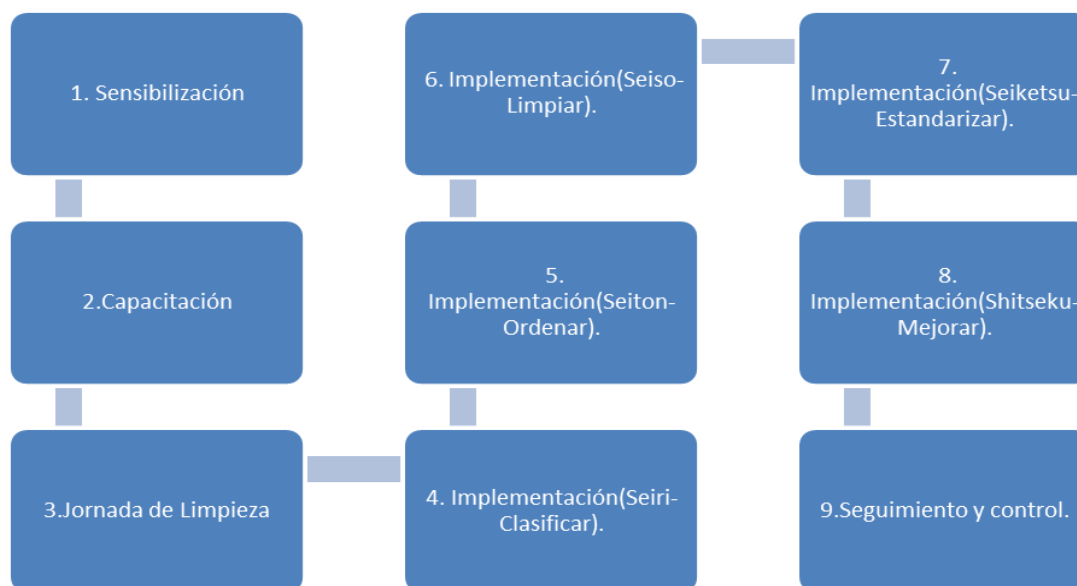 1. Sensibilización
2.Capacitación
3.Jornada de Limpieza
4. Implementación(Seiri-
Clasificar).
5.
Implementación(Seiton-
Ordenar).
6. Implementación(Seiso-
Limpiar).
7.
Implementación(Seiketsu-
Estandarizar).
8.
Implementación(Shitseku-
Mejorar).
9.Seguimiento y control.